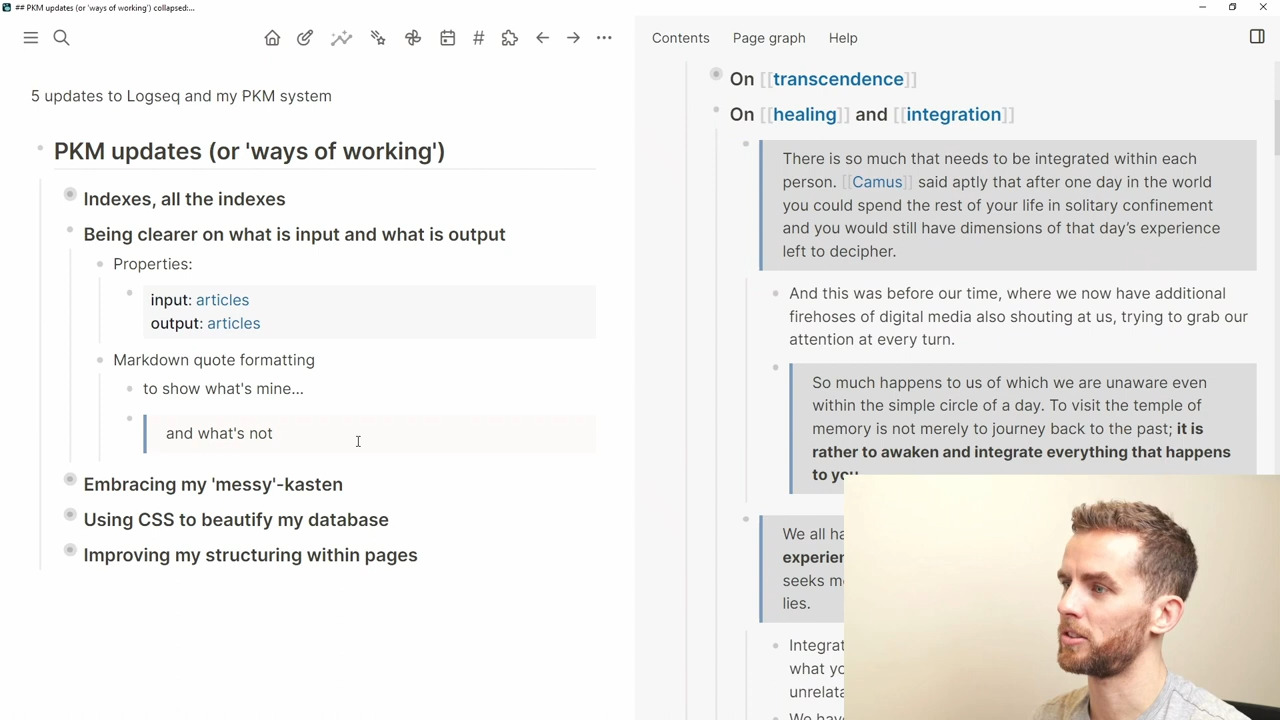 ## PKM updates (or 'ways of working') collapsed:...
Contents
Page graph
Help
5 updates to Logseq and my PKM system
PKM updates (or 'ways of working')
Indexes, all the indexes
Being clearer on what is input and what is output
Properties:
input: articles
output: articles
Markdown quote formatting
to show what's mine...
and what's not
Embracing my 'messy'-kasten
Using CSS to beautify my database
Improving my structuring within pages
On [[transcendence]]
On [[healing]] and [[integration]]
There is so much that needs to be integrated within each
person. [[Camus]] said aptly that after one day in the world
you could spend the rest of your life in solitary confinement
and you would still have dimensions of that day's experience
left to decipher.
And this was before our time, where we now have additional
firehoses of digital media also shouting at us, trying to grab our
attention at every turn.
So much happens to us of which we are unaware even
within the simple circle of a day. To visit the temple of
memory is not merely to journey back to the past; it is
rather to awaken and integrate everything that happens
to you
We all
seeks
lies.
what
We